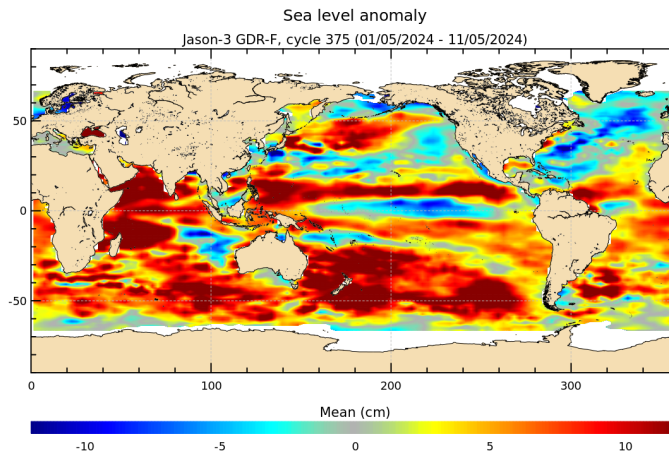 Sea level anomaly
Jason-3 GDR-F, cycle 375 (01/05/2024 - 11/05/2024)
50
0
-50
0 100 200 300
Mean (cm)
-10 -5 0 5 10